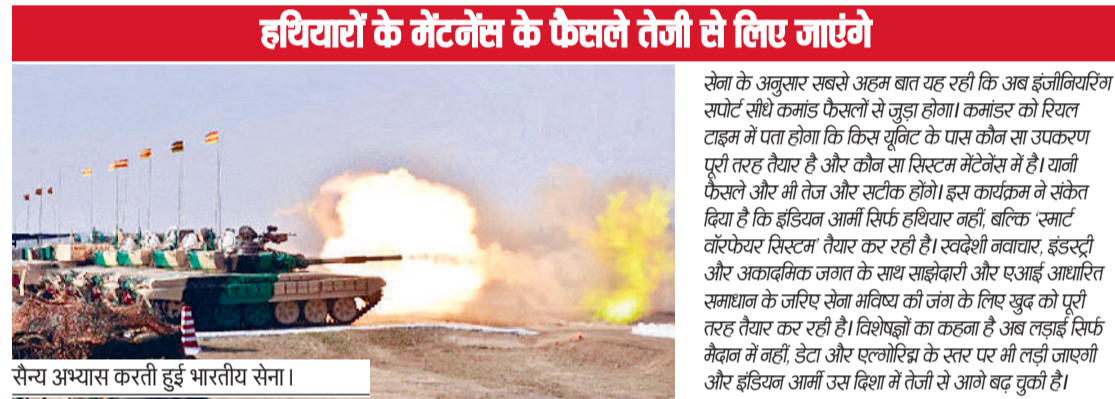 हथियारों के मेंटनेंस के फैसले तेजी से लिए जाएंगे
सेना के अनुसार सबसे अहम बात यह रही कि अब इंजीनियरिंग
सपोर्ट सीधे कमांड फैसलों से जुड़ा होगा। कमांडर को रियल
टाइम में पता होगा कि किस यूनिट के पास कौन सा उपकरण
पूरी तरह तैयार है और कौन सा सिस्टम मेंटेनेंस में है। यानी
फैसले और भी तेज और सटीक होंगे। इस कार्यक्रम ने संकेत
दिया है कि इंडियन आर्मी सिर्फ हथियार नहीं, बल्कि ‘स्मार्ट
वॉरफेयर सिस्टम’ तैयार कर रही है। स्वदेशी नवाचार, इंडस्ट्री
और अकादमिक जगत के साथ साझेदारी और एआई आधारित
समाधान के जरिए सेना भविष्य की जंग के लिए खुद को पूरी
तरह तैयार कर रही है। विशेषज्ञों का कहना है अब लड़ाई सिर्फ
मैदान में नहीं, डेटा और एल्गोरिद्म के स्तर पर भी लड़ी जाएगी
और इंडियन आर्मी उस दिशा में तेजी से आगे बढ़ चुकी है।
सैन्य अभ्यास करती हुई भारतीय सेना।